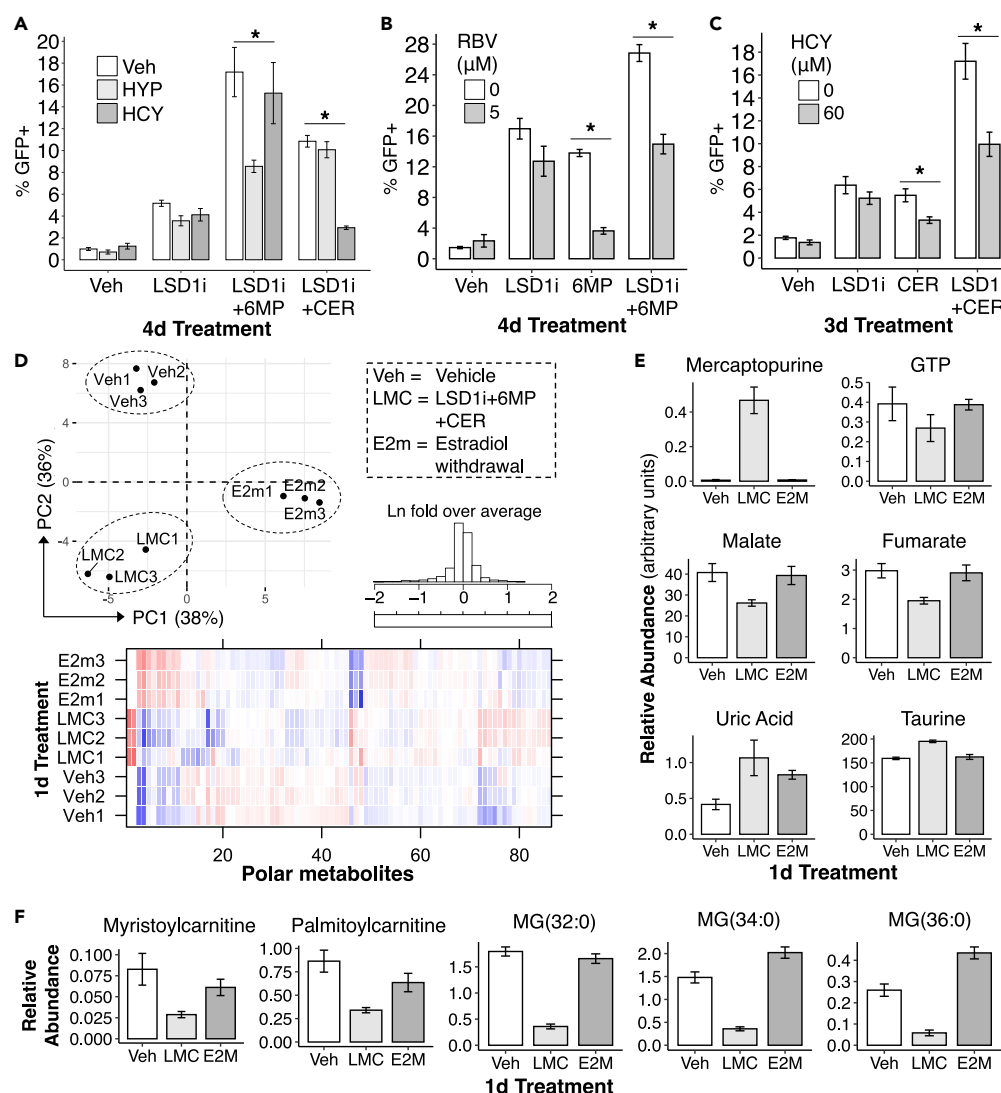 A
% GFP+
20
18
16
14
12
10
8
6
4
2
0
Veh
HYP
HCY
*
*
Veh
LSD1i
LSD1i
+6MP
LSD1i
+CER
4d Treatment
B
% GFP+
28
24
20
16
12
8
4
0
RBV
(µM)
0
5
*
*
Veh
LSD1i
6MP
LSD1i
+6MP
4d Treatment
C
% GFP+
18
16
14
12
10
8
6
4
2
0
HCY
(µM)
0
60
*
*
Veh
LSD1i
CER
LSD1
+CER
3d Treatment
D
PC2 (36%)
8
4
0
-4
-8
Veh1
Veh2
Veh3
E2m1
E2m2
E2m3
LMC1
LMC2
LMC3
-5
0
5
PC1 (38%)
Veh = Vehicle
LMC = LSD1i+6MP
+CER
E2m = Estradiol
withdrawal
Ln fold over average
−2 −1 0 1 2
1d Treatment
E2m3
E2m2
E2m1
LMC3
LMC2
LMC1
Veh3
Veh2
Veh1
20 40 60 80
Polar metabolites
E
Relative Abundance (arbitrary units)
Mercaptopurine
0.4
0.2
0.0
Veh LMC E2M
GTP
0.5
0.4
0.3
0.2
0.1
0.0
Veh LMC E2M
Malate
40
30
20
10
0
Veh LMC E2M
Fumarate
3
2
1
0
Veh LMC E2M
Uric Acid
1.0
0.5
0.0
Veh LMC E2M
Taurine
200
150
100
50
0
Veh LMC E2M
1d Treatment
F
Relative
Abundance
Myristoylcarnitine
0.100
0.075
0.050
0.025
0.000
Veh LMC E2M
Palmitoylcarnitine
1.00
0.75
0.50
0.25
0.00
Veh LMC E2M
MG(32:0)
1.5
1.0
0.5
0.0
Veh LMC E2M
MG(34:0)
2.0
1.5
1.0
0.5
0.0
Veh LMC E2M
MG(36:0)
0.4
0.3
0.2
0.1
0.0
Veh LMC E2M
1d Treatment